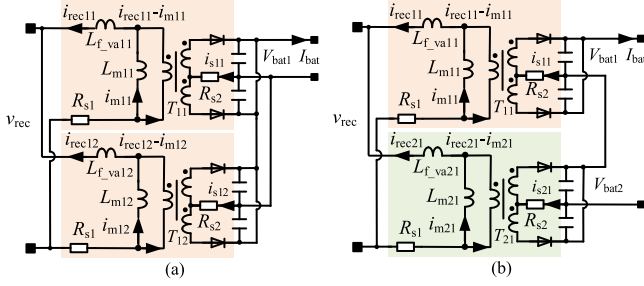 i_rec11 i_rec11-i_m11
L_f_va11
L_m11
i_s11
V_bat1 I_bat
R_s1 i_m11 T_11 R_s2
v_rec
i_rec12 i_rec12-i_m12
L_f_va12
L_m12
i_s12
R_s1 i_m12 T_12 R_s2
(a)
i_rec11 i_rec11-i_m11
L_f_va11
L_m11
i_s11
V_bat1 I_bat
R_s1 i_m11 T_11 R_s2
v_rec
i_rec21 i_rec21-i_m21
L_f_va21
L_m21
i_s21
V_bat2
R_s1 i_m21 T_21 R_s2
(b)